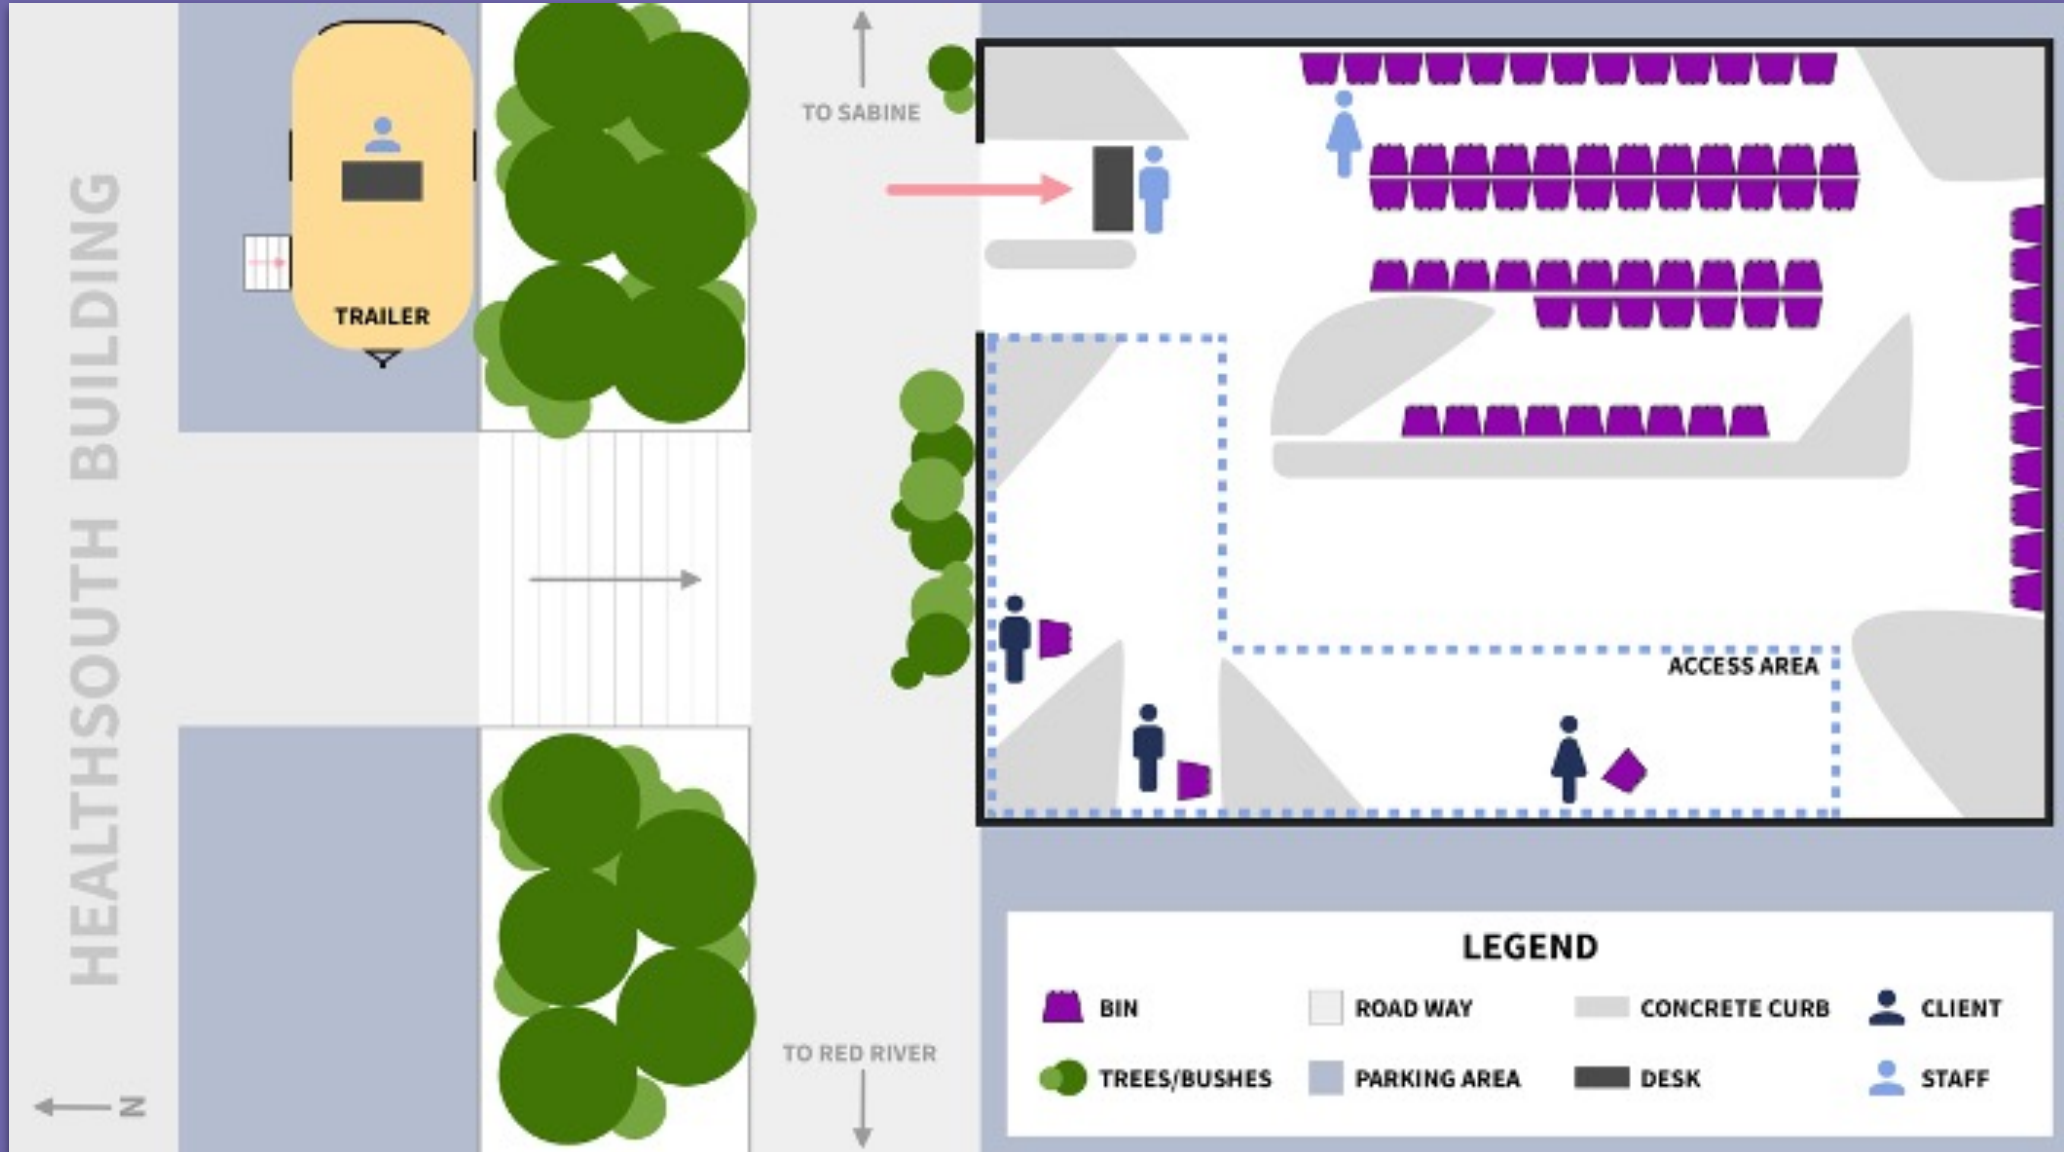 HEALTHSOUTH BUILDING
N
TRAILER
TO SABINE
TO RED RIVER
ACCESS AREA
LEGEND
BIN
ROAD WAY
CONCRETE CURB
CLIENT
TREES/BUSHES
PARKING AREA
DESK
STAFF